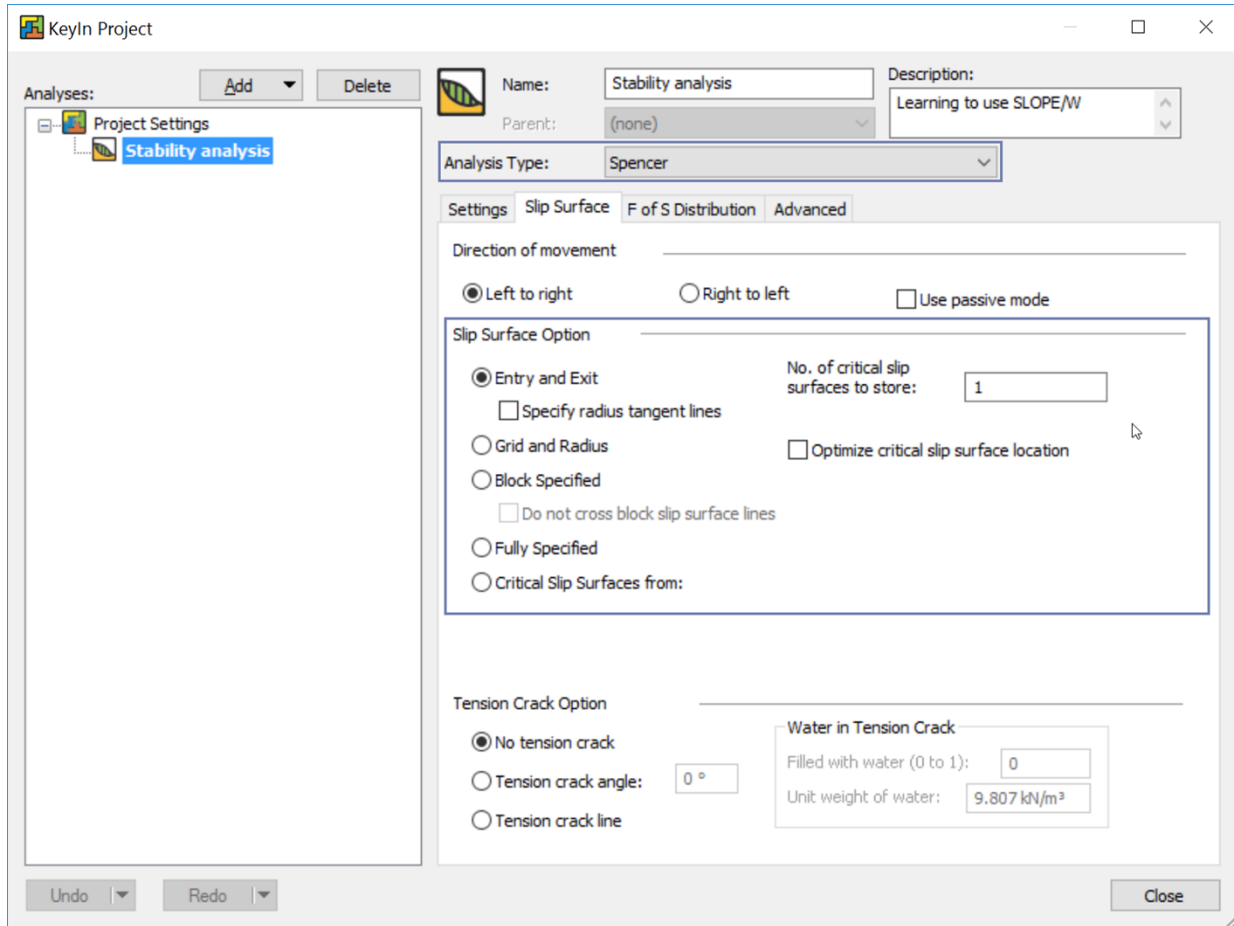 KeyIn Project
Analyses:
Add
Delete
Project Settings
Stability analysis
Name:
Stability analysis
Description:
Learning to use SLOPE/W
Parent:
(none)
Analysis Type:
Spencer
Settings
Slip Surface
F of S Distribution
Advanced
Direction of movement
Left to right
Right to left
Use passive mode
Slip Surface Option
Entry and Exit
Specify radius tangent lines
No. of critical slip
surfaces to store:
1
Grid and Radius
Optimize critical slip surface location
Block Specified
Do not cross block slip surface lines
Fully Specified
Critical Slip Surfaces from:
Tension Crack Option
No tension crack
Tension crack angle:
0 °
Tension crack line
Water in Tension Crack
Filled with water (0 to 1):
0
Unit weight of water:
9.807 kN/m³
Undo
Redo
Close